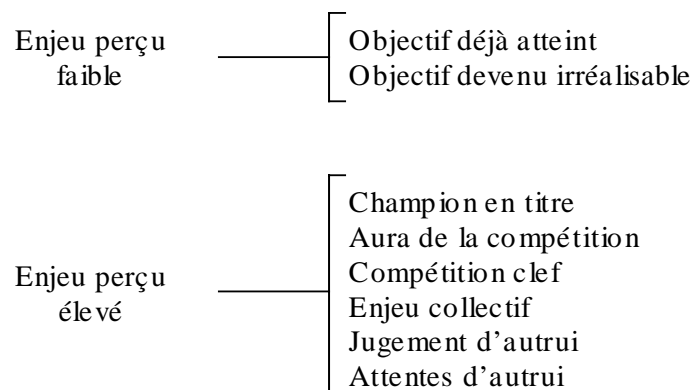 Enjeu perçu
faible
Objectif déjà atteint
Objectif devenu irréalisable
Enjeu perçu
élevé
Champion en titre
Aura de la compétition
Compétition clef
Enjeu collectif
Jugement d'autrui
Attentes d'autrui